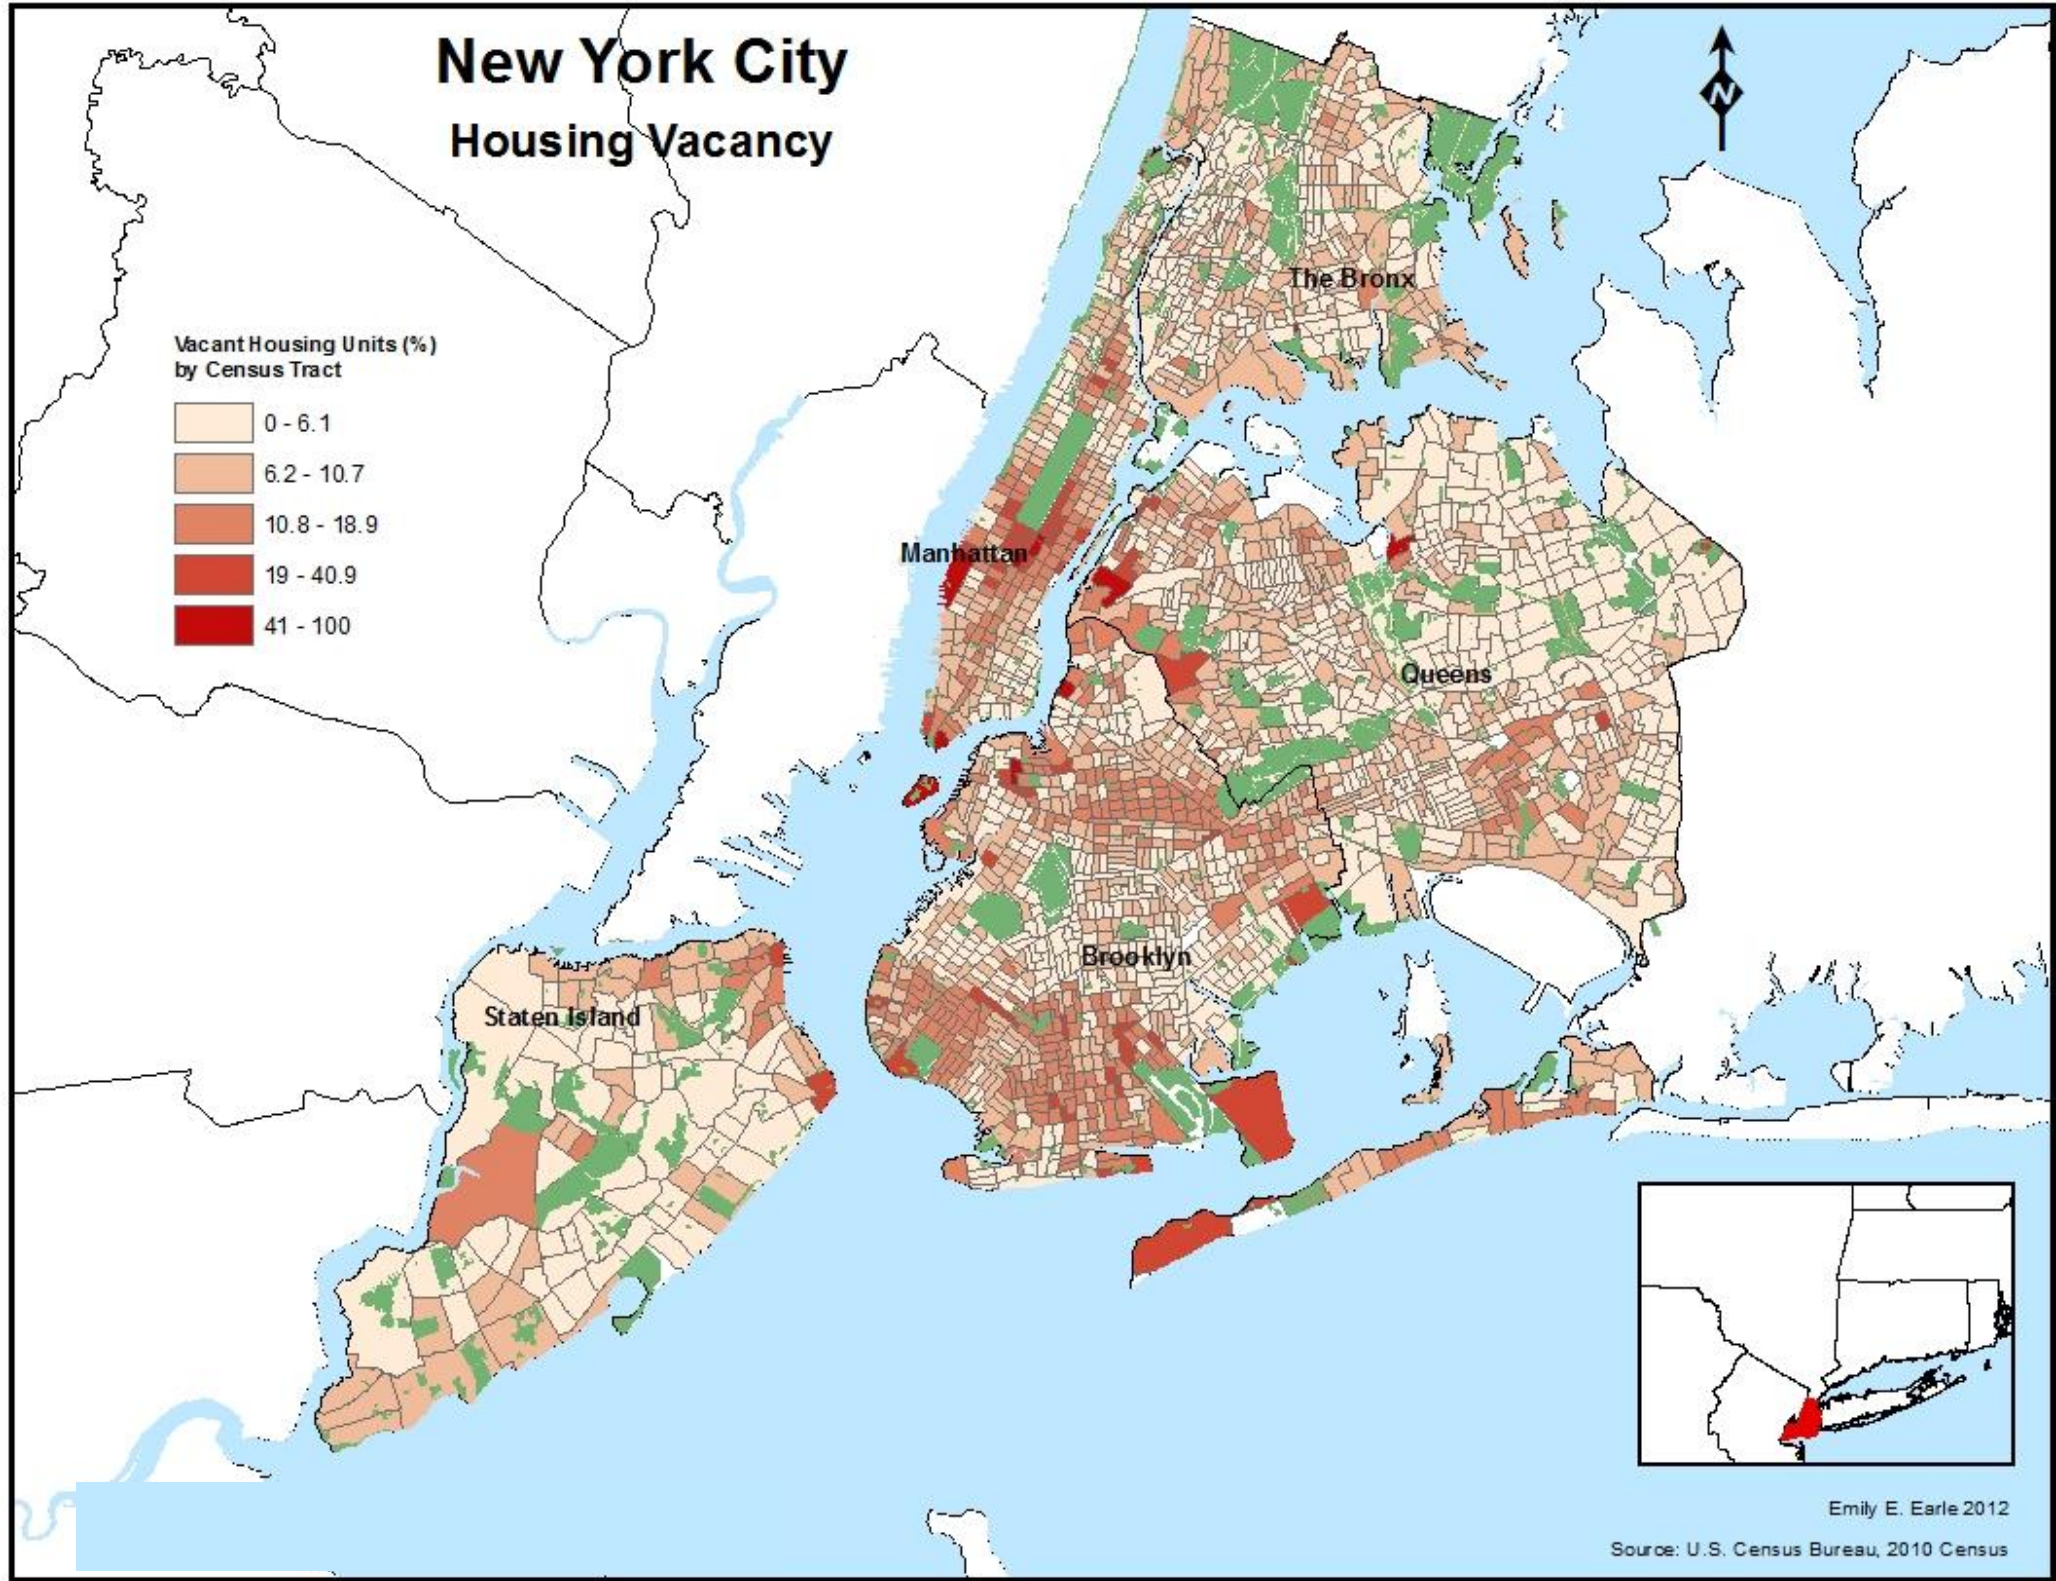 New York City
Housing Vacancy
N
The Bronx
Vacant Housing Units (%)
by Census Tract
0 - 6.1
6.2 - 10.7
10.8 - 18.9
19 - 40.9
41 - 100
Manhattan
Queens
Brooklyn
Staten Island
Emily E. Earle 2012
Source: U.S. Census Bureau, 2010 Census